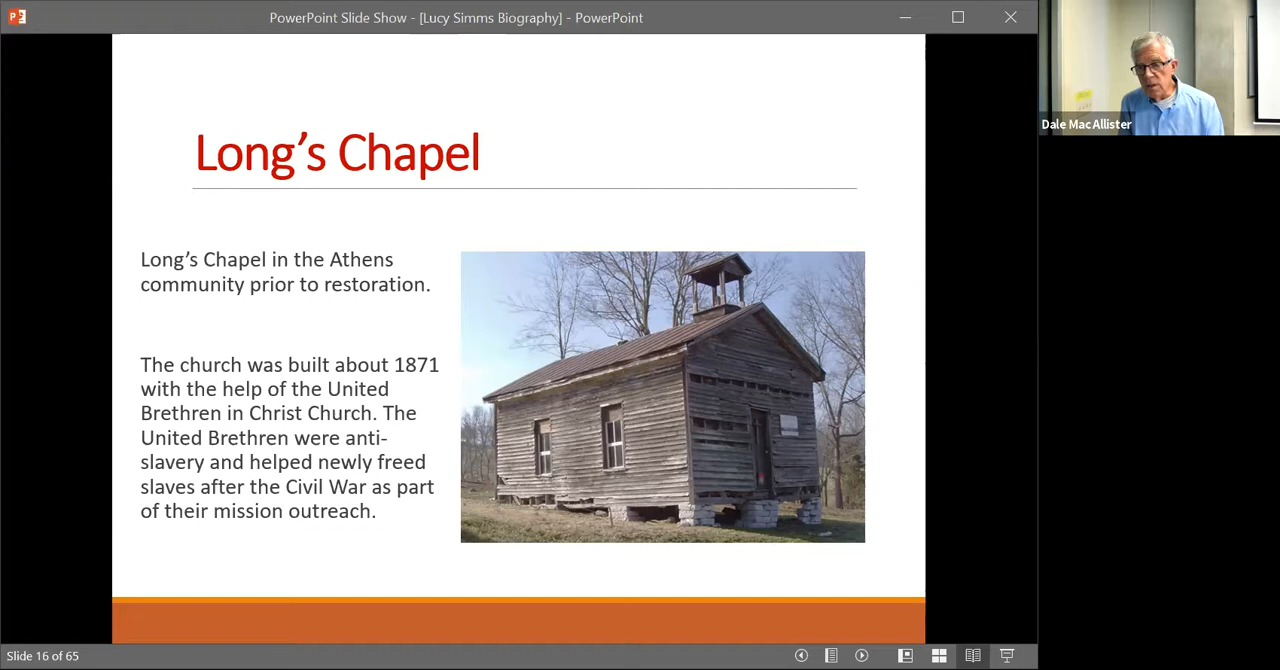 PowerPoint Slide Show - [Lucy Simms Biography] - PowerPoint
Dale MacAllister
Long's Chapel
Long's Chapel in the Athens
community prior to restoration.
The church was built about 1871
with the help of the United
Brethren in Christ Church. The
United Brethren were anti-
slavery and helped newly freed
slaves after the Civil War as part
of their mission outreach.
Slide 16 of 65